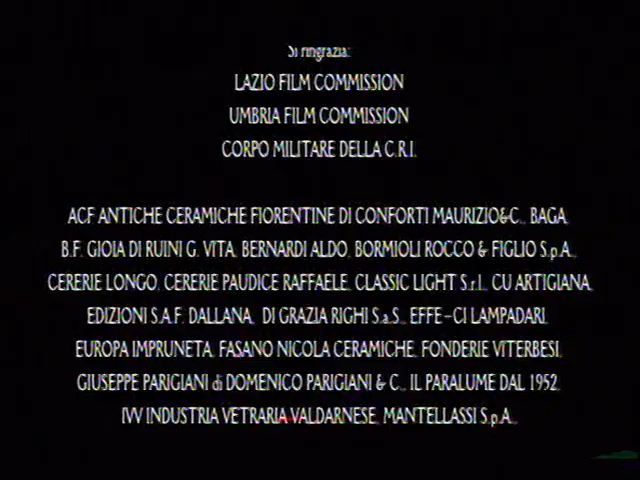 Si ringrazia:
LAZIO FILM COMMISSION
UMBRIA FILM COMMISSION
CORPO MILITARE DELLA C.R.I.
ACF ANTICHE CERAMICHE FIORENTINE DI CONFORTI MAURIZIO&C., BAGA,
B.F. GIOIA DI RUINI G. VITA, BERNARDI ALDO, BORMIOLI ROCCO & FIGLIO S.p.A.,
CERERIE LONGO, CERERIE PAUDICE RAFFAELE, CLASSIC LIGHT S.r.l., CU ARTIGIANA,
EDIZIONI S.A.F. DALLANA, DI GRAZIA RIGHI S.a.S., EFFE-CI LAMPADARI,
EUROPA IMPRUNETA, FASANO NICOLA CERAMICHE, FONDERIE VITERBESI,
GIUSEPPE PARIGIANI di DOMENICO PARIGIANI & C., IL PARALUME DAL 1952,
IVV INDUSTRIA VETRARIA VALDARNESE, MANTELLASSI S.p.A.,